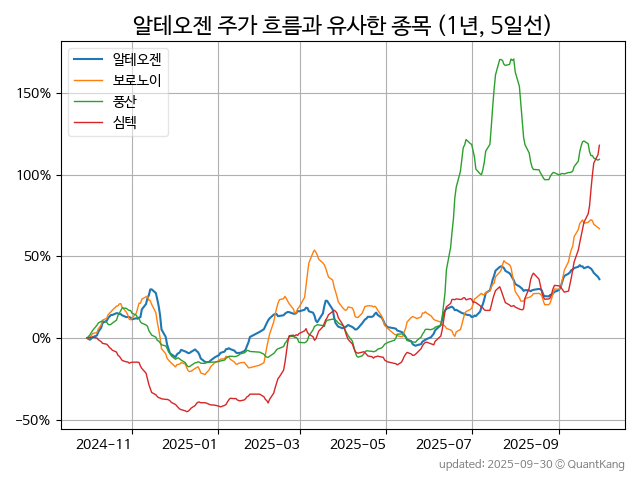 알테오젠 주가 흐름과 유사한 종목 (1년, 5일선)
알테오젠
보로노이
풍산
심텍
150%
100%
50%
0%
−50%
2024-11 2025-01 2025-03 2025-05 2025-07 2025-09
updated: 2025-09-30 © QuantKang